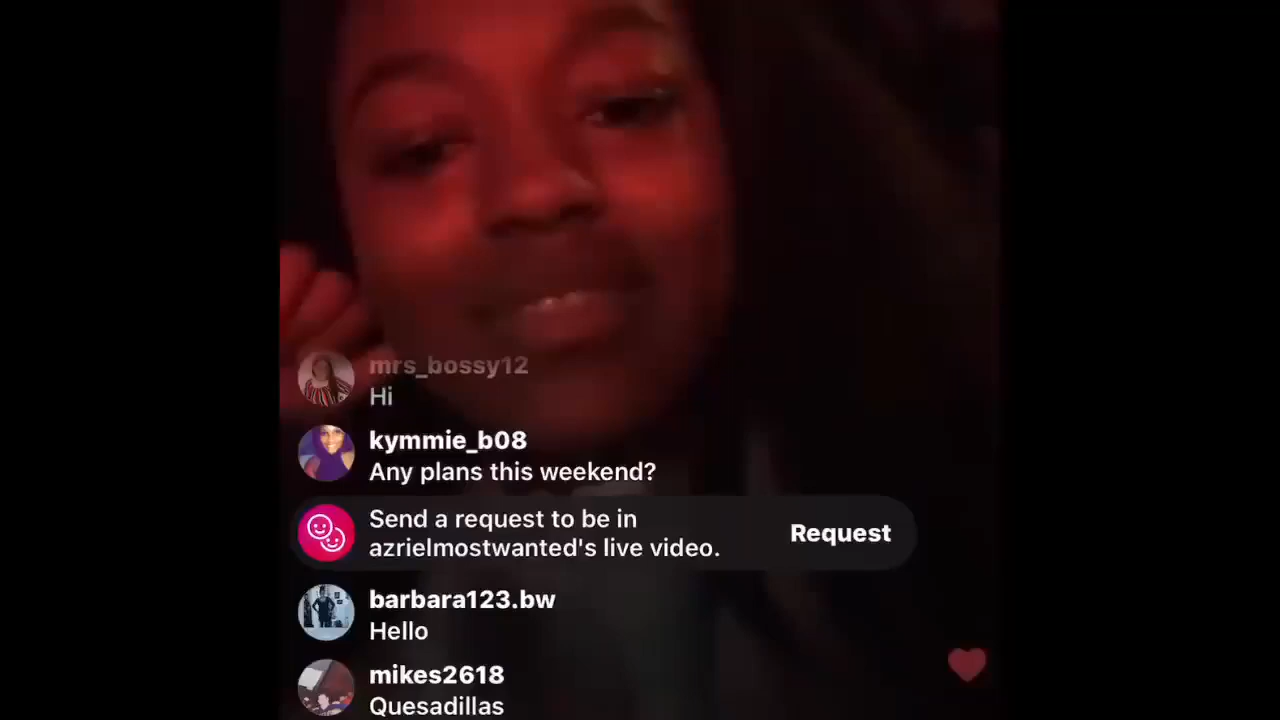 mrs_bossy12
Hi
kymmie_b08
Any plans this weekend?
Send a request to be in
azrielmostwanted's live video.
Request
barbara123.bw
Hello
mikes2618
Quesadillas